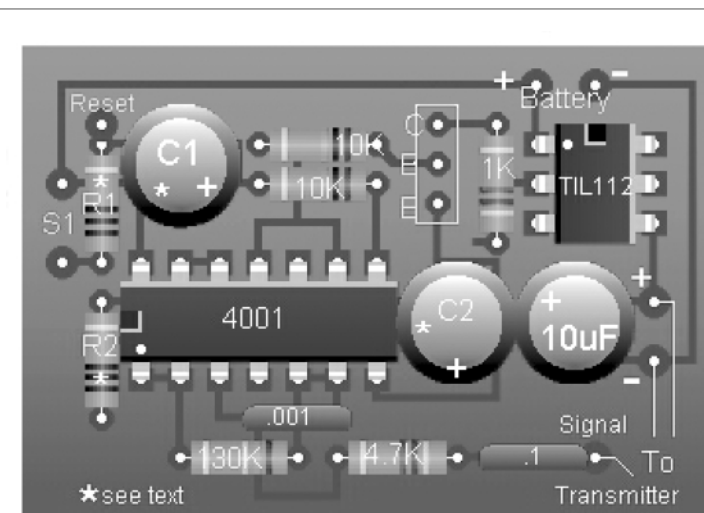 + -
Reset
Battery
C1
* +
10K
10K
C
B
E
1K
TIL112
*
R1
S1
4001
C2
*
+
+
10uF
+
-
R2
*
.001
130K
4.7K
.1
Signal
To
Transmitter
*see text